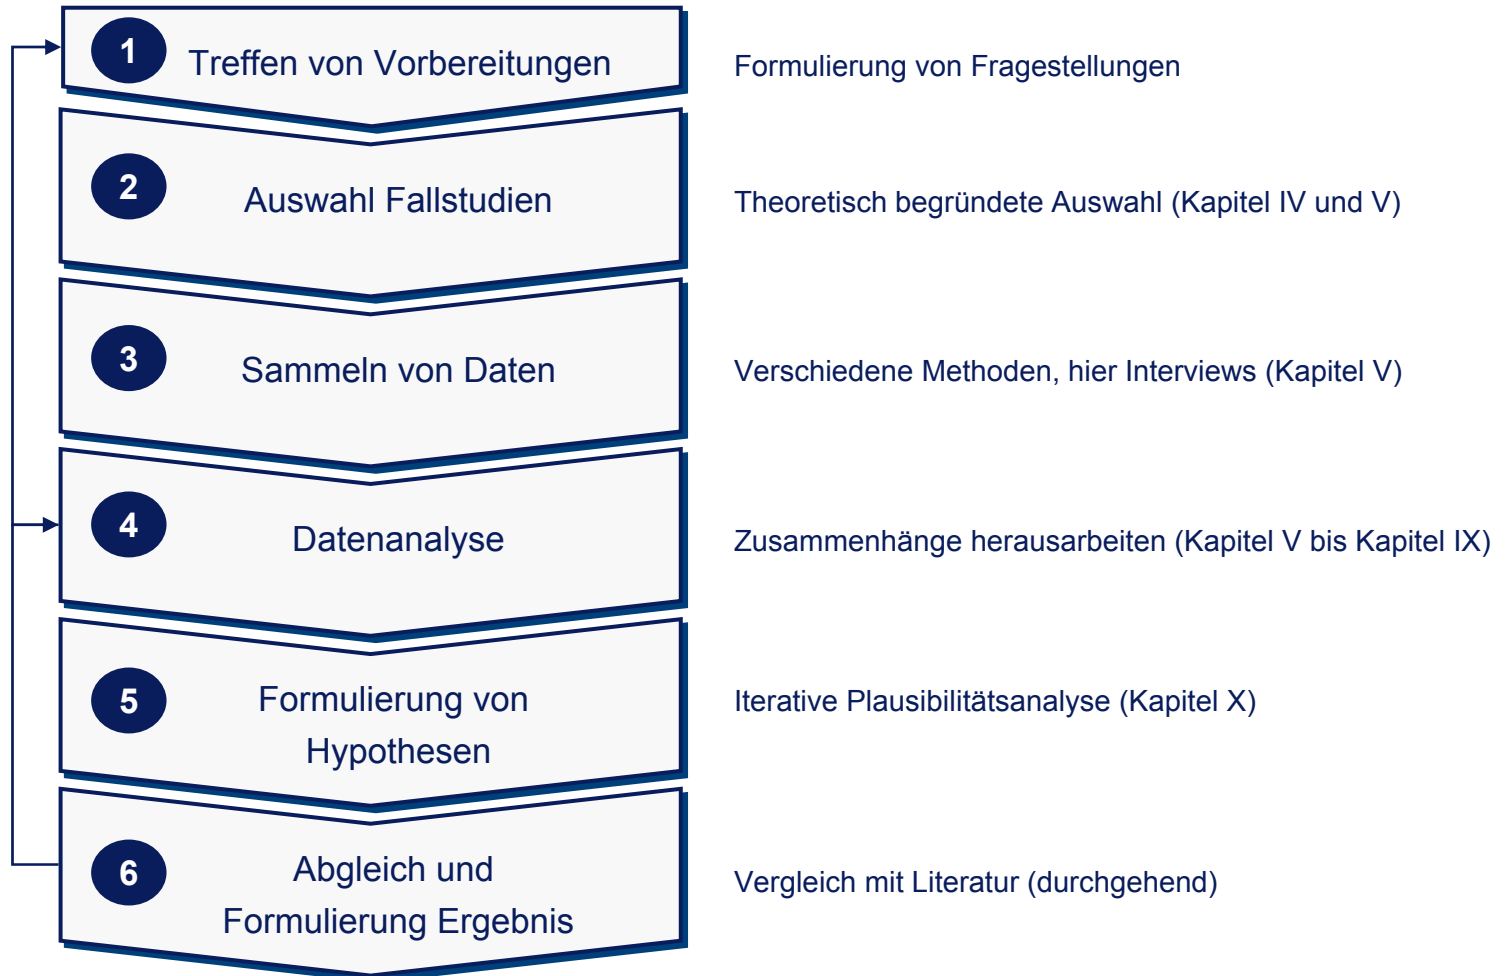 1
Treffen von Vorbereitungen
Formulierung von Fragestellungen
2
Auswahl Fallstudien
Theoretisch begründete Auswahl (Kapitel IV und V)
3
Sammeln von Daten
Verschiedene Methoden, hier Interviews (Kapitel V)
4
Datenanalyse
Zusammenhänge herausarbeiten (Kapitel V bis Kapitel IX)
5
Formulierung von
Hypothesen
Iterative Plausibilitätsanalyse (Kapitel X)
6
Abgleich und
Formulierung Ergebnis
Vergleich mit Literatur (durchgehend)